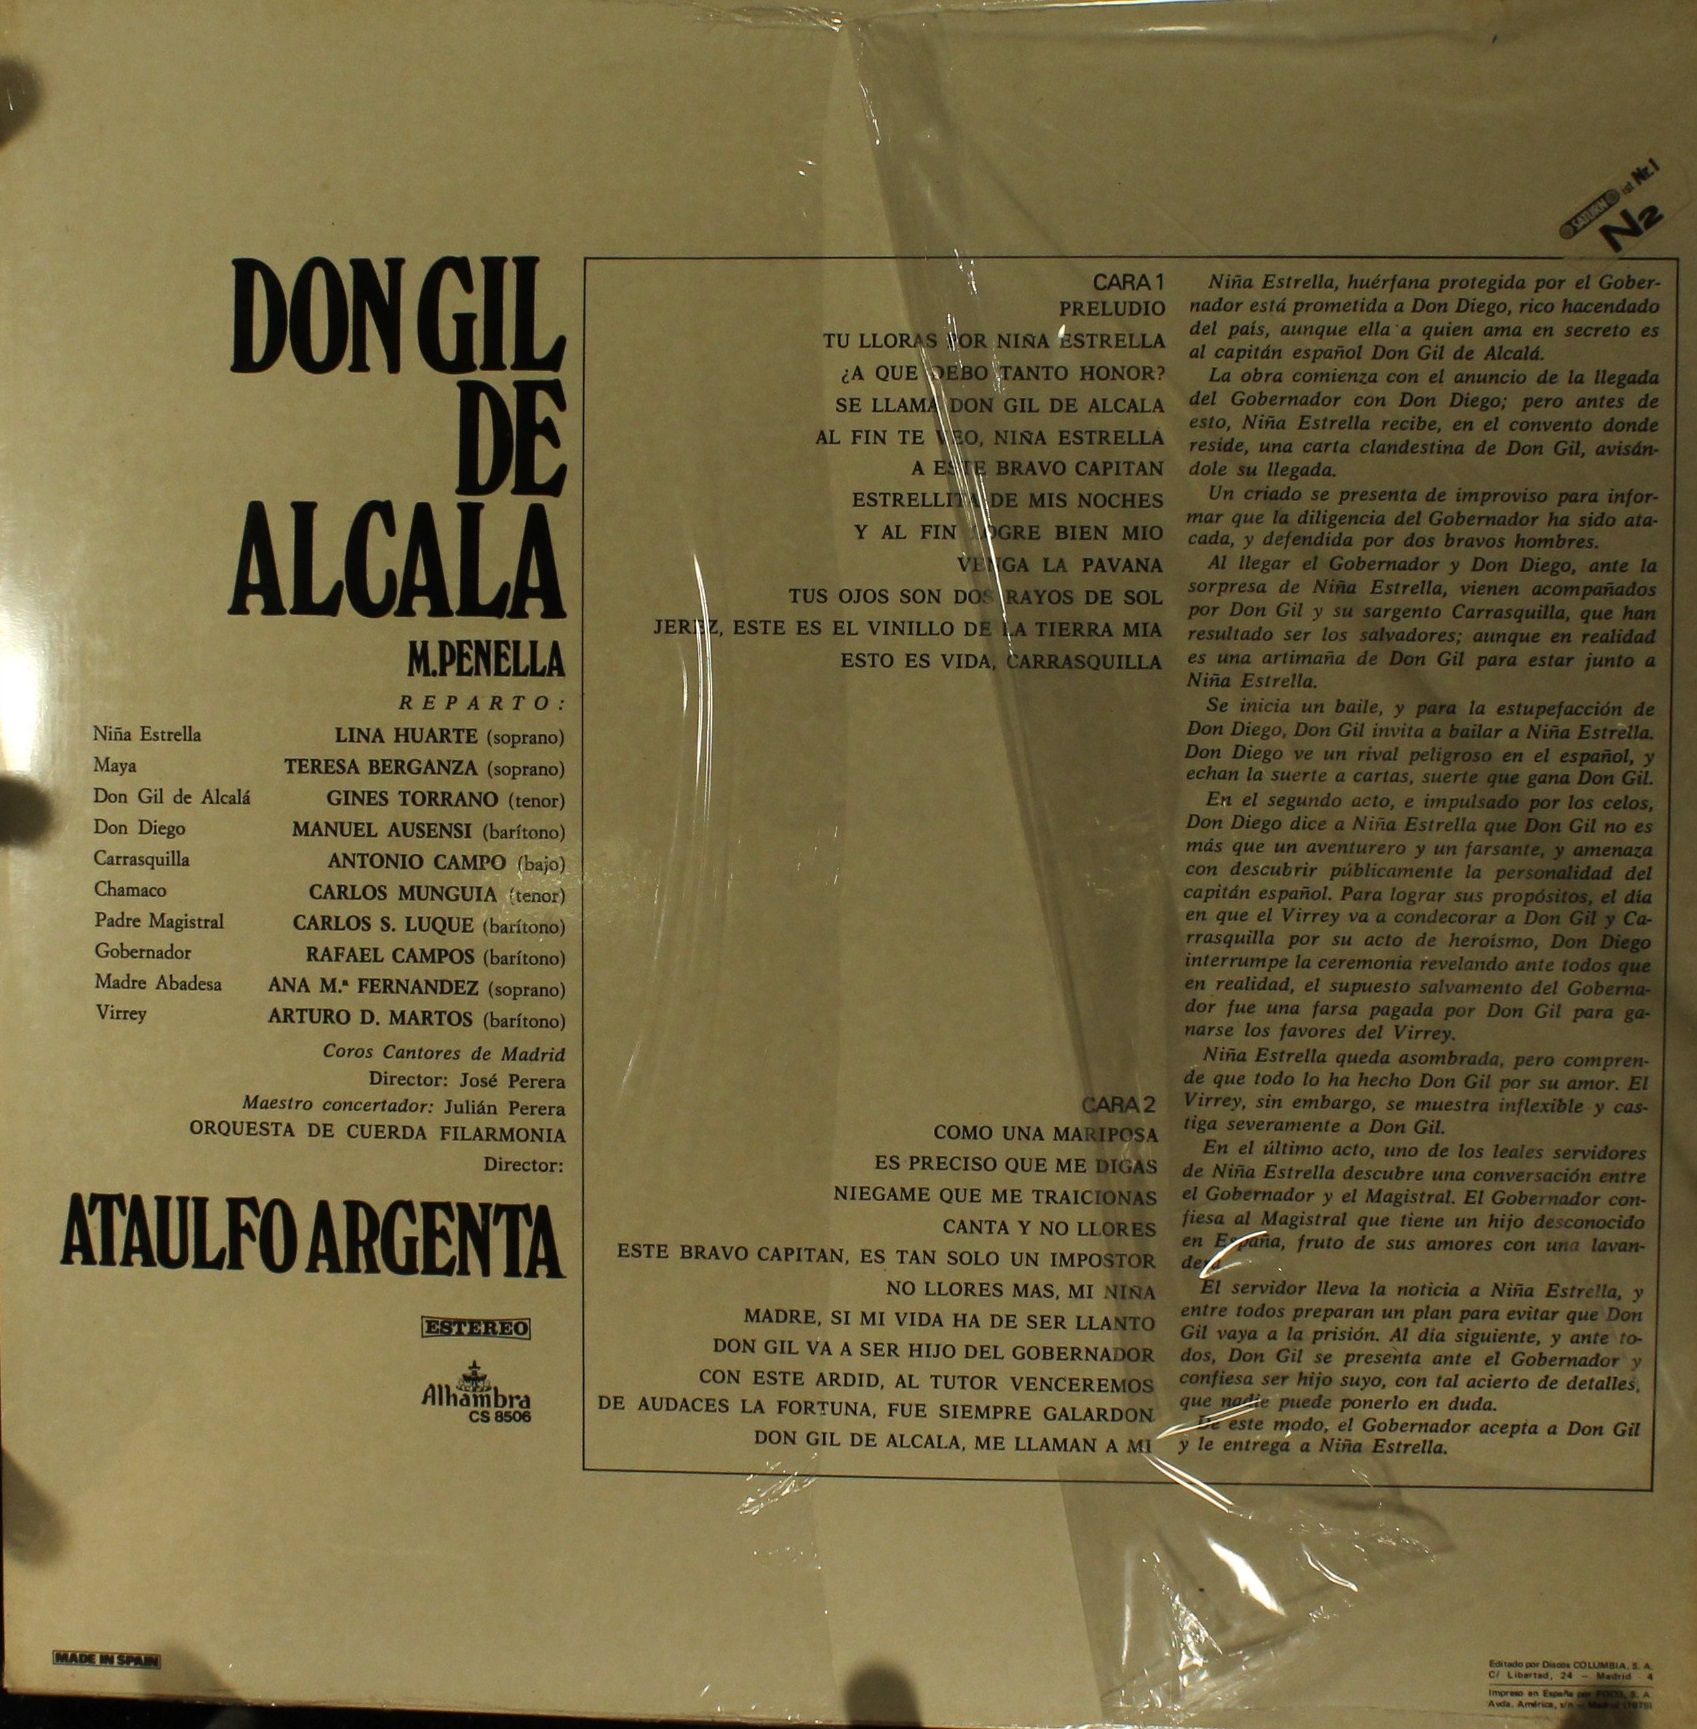 DON GIL
DE
ALCALA
M.PENELLA
REPARTO:
Niña Estrella LINA HUARTE (soprano)
Maya TERESA BERGANZA (soprano)
Don Gil de Alcalá GINES TORRANO (tenor)
Don Diego MANUEL AUSENSI (barítono)
Carrasquilla ANTONIO CAMPO (bajo)
Chamaco CARLOS MUNGUIA (tenor)
Padre Magistral CARLOS S. LUQUE (barítono)
Gobernador RAFAEL CAMPOS (barítono)
Madre Abadesa ANA M.ª FERNANDEZ (soprano)
Virrey ARTURO D. MARTOS (barítono)
Coros Cantores de Madrid
Director: José Perera
Maestro concertador: Julián Perera
ORQUESTA DE CUERDA FILARMONIA
Director:
ATAULFO ARGENTA
ESTEREO
Alhambra
CS 8506
MADE IN SPAIN
CARA 1
PRELUDIO
TU LLORAS POR NIÑA ESTRELLA
¿A QUE DEBO TANTO HONOR?
SE LLAMA DON GIL DE ALCALA
AL FIN TE VEO, NIÑA ESTRELLA
A ESTE BRAVO CAPITAN
ESTRELLITA DE MIS NOCHES
Y AL FIN LOGRE BIEN MIO
VENGA LA PAVANA
TUS OJOS SON DOS RAYOS DE SOL
JEREZ, ESTE ES EL VINILLO DE LA TIERRA MIA
ESTO ES VIDA, CARRASQUILLA
CARA 2
COMO UNA MARIPOSA
ES PRECISO QUE ME DIGAS
NIEGAME QUE ME TRAICIONAS
CANTA Y NO LLORES
ESTE BRAVO CAPITAN, ES TAN SOLO UN IMPOSTOR
NO LLORES MAS, MI NIÑA
MADRE, SI MI VIDA HA DE SER LLANTO
DON GIL VA A SER HIJO DEL GOBERNADOR
CON ESTE ARDID, AL TUTOR VENCEREMOS
DE AUDACES LA FORTUNA, FUE SIEMPRE GALARDON
DON GIL DE ALCALA, ME LLAMAN A MI
SATURN ist Nr.1
N2
Niña Estrella, huérfana protegida por el Gober-
nador está prometida a Don Diego, rico hacendado
del país, aunque ella a quien ama en secreto es
al capitán español Don Gil de Alcalá.
La obra comienza con el anuncio de la llegada
del Gobernador con Don Diego; pero antes de
esto, Niña Estrella recibe, en el convento donde
reside, una carta clandestina de Don Gil, avisán-
dole su llegada.
Un criado se presenta de improviso para infor-
mar que la diligencia del Gobernador ha sido ata-
cada, y defendida por dos bravos hombres.
Al llegar el Gobernador y Don Diego, ante la
sorpresa de Niña Estrella, vienen acompañados
por Don Gil y su sargento Carrasquilla, que han
resultado ser los salvadores; aunque en realidad
es una artimaña de Don Gil para estar junto a
Niña Estrella.
Se inicia un baile, y para la estupefacción de
Don Diego, Don Gil invita a bailar a Niña Estrella.
Don Diego ve un rival peligroso en el español, y
echan la suerte a cartas, suerte que gana Don Gil.
En el segundo acto, e impulsado por los celos,
Don Diego dice a Niña Estrella que Don Gil no es
más que un aventurero y un farsante, y amenaza
con descubrir públicamente la personalidad del
capitán español. Para lograr sus propósitos, el día
en que el Virrey va a condecorar a Don Gil y Ca-
rrasquilla por su acto de heroísmo, Don Diego
interrumpe la ceremonia revelando ante todos que
en realidad, el supuesto salvamento del Goberna-
dor fue una farsa pagada por Don Gil para ga-
narse los favores del Virrey.
Niña Estrella queda asombrada, pero compren-
de que todo lo ha hecho Don Gil por su amor. El
Virrey, sin embargo, se muestra inflexible y cas-
tiga severamente a Don Gil.
En el último acto, uno de los leales servidores
de Niña Estrella descubre una conversación entre
el Gobernador y el Magistral. El Gobernador con-
fiesa al Magistral que tiene un hijo desconocido
en España, fruto de sus amores con una lavan-
dera.
El servidor lleva la noticia a Niña Estrella, y
entre todos preparan un plan para evitar que Don
Gil vaya a la prisión. Al día siguiente, y ante to-
dos, Don Gil se presenta ante el Gobernador y
confiesa ser hijo suyo, con tal acierto de detalles,
que nadie puede ponerlo en duda.
De este modo, el Gobernador acepta a Don Gil
y le entrega a Niña Estrella.
Editado por Discos COLUMBIA, S. A.
C/ Libertad, 24 – Madrid - 4
Impreso en España por S. A.
Avda. América, s/n – Madrid (1975)